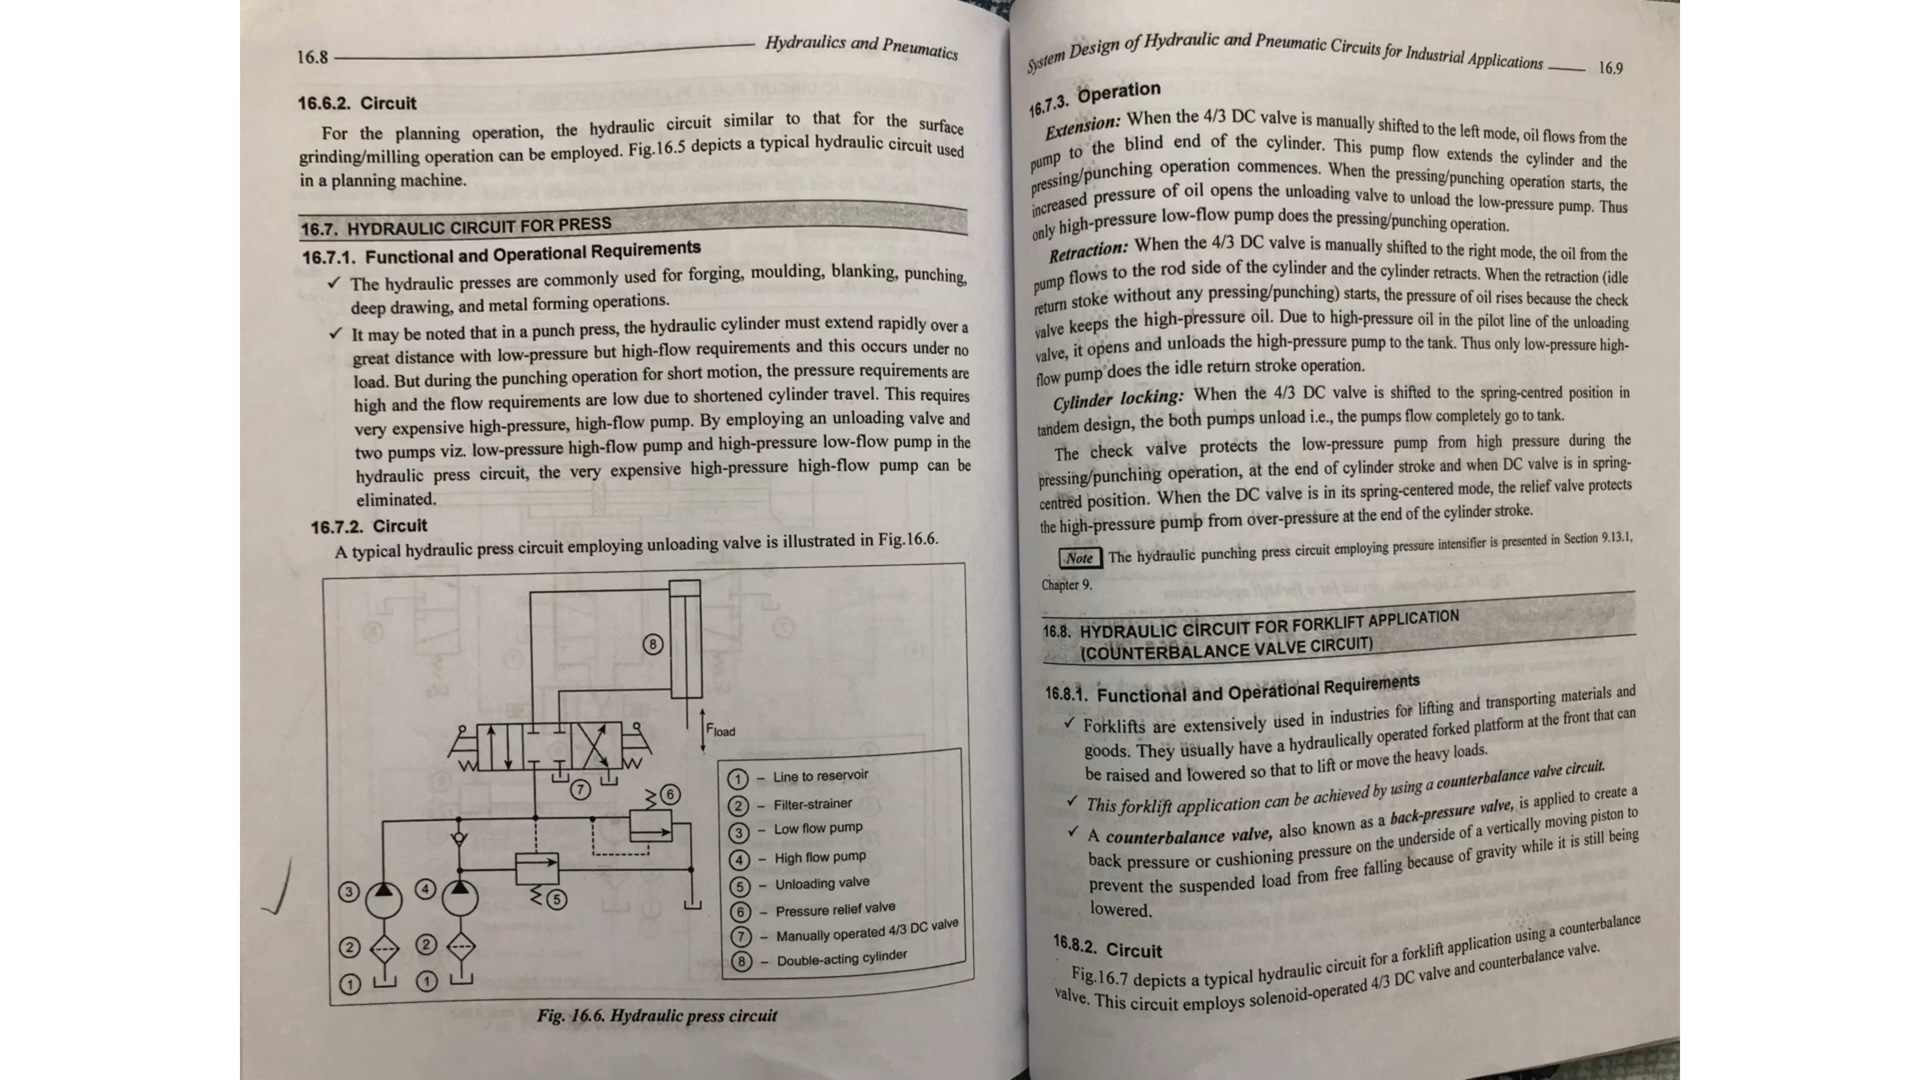 16.8 Hydraulics and Pneumatics
16.6.2. Circuit
For the planning operation, the hydraulic circuit similar to that for the surface
grinding/milling operation can be employed. Fig.16.5 depicts a typical hydraulic circuit used
in a planning machine.
16.7. HYDRAULIC CIRCUIT FOR PRESS
16.7.1. Functional and Operational Requirements
✓ The hydraulic presses are commonly used for forging, moulding, blanking, punching,
deep drawing, and metal forming operations.
✓ It may be noted that in a punch press, the hydraulic cylinder must extend rapidly over a
great distance with low-pressure but high-flow requirements and this occurs under no
load. But during the punching operation for short motion, the pressure requirements are
high and the flow requirements are low due to shortened cylinder travel. This requires
very expensive high-pressure, high-flow pump. By employing an unloading valve and
two pumps viz. low-pressure high-flow pump and high-pressure low-flow pump in the
hydraulic press circuit, the very expensive high-pressure high-flow pump can be
eliminated.
16.7.2. Circuit
A typical hydraulic press circuit employing unloading valve is illustrated in Fig.16.6.
8
Fload
7
6
3
4
5
2
2
1
1
1 – Line to reservoir
2 – Filter-strainer
3 – Low flow pump
4 – High flow pump
5 – Unloading valve
6 – Pressure relief valve
7 – Manually operated 4/3 DC valve
8 – Double-acting cylinder
Fig. 16.6. Hydraulic press circuit
System Design of Hydraulic and Pneumatic Circuits for Industrial Applications 16.9
16.7.3. Operation
Extension: When the 4/3 DC valve is manually shifted to the left mode, oil flows from the
pump to the blind end of the cylinder. This pump flow extends the cylinder and the
pressing/punching operation commences. When the pressing/punching operation starts, the
increased pressure of oil opens the unloading valve to unload the low-pressure pump. Thus
only high-pressure low-flow pump does the pressing/punching operation.
Retraction: When the 4/3 DC valve is manually shifted to the right mode, the oil from the
pump flows to the rod side of the cylinder and the cylinder retracts. When the retraction (idle
return stoke without any pressing/punching) starts, the pressure of oil rises because the check
valve keeps the high-pressure oil. Due to high-pressure oil in the pilot line of the unloading
valve, it opens and unloads the high-pressure pump to the tank. Thus only low-pressure high-
flow pump does the idle return stroke operation.
Cylinder locking: When the 4/3 DC valve is shifted to the spring-centred position in
tandem design, the both pumps unload i.e., the pumps flow completely go to tank.
The check valve protects the low-pressure pump from high pressure during the
pressing/punching operation, at the end of cylinder stroke and when DC valve is in spring-
centred position. When the DC valve is in its spring-centered mode, the relief valve protects
the high-pressure pump from over-pressure at the end of the cylinder stroke.
Note The hydraulic punching press circuit employing pressure intensifier is presented in Section 9.13.1,
Chapter 9.
16.8. HYDRAULIC CIRCUIT FOR FORKLIFT APPLICATION
(COUNTERBALANCE VALVE CIRCUIT)
16.8.1. Functional and Operational Requirements
✓ Forklifts are extensively used in industries for lifting and transporting materials and
goods. They usually have a hydraulically operated forked platform at the front that can
be raised and lowered so that to lift or move the heavy loads.
✓ This forklift application can be achieved by using a counterbalance valve circuit.
✓ A counterbalance valve, also known as a back-pressure valve, is applied to create a
back pressure or cushioning pressure on the underside of a vertically moving piston to
prevent the suspended load from free falling because of gravity while it is still being
lowered.
16.8.2. Circuit
Fig.16.7 depicts a typical hydraulic circuit for a forklift application using a counterbalance
valve. This circuit employs solenoid-operated 4/3 DC valve and counterbalance valve.